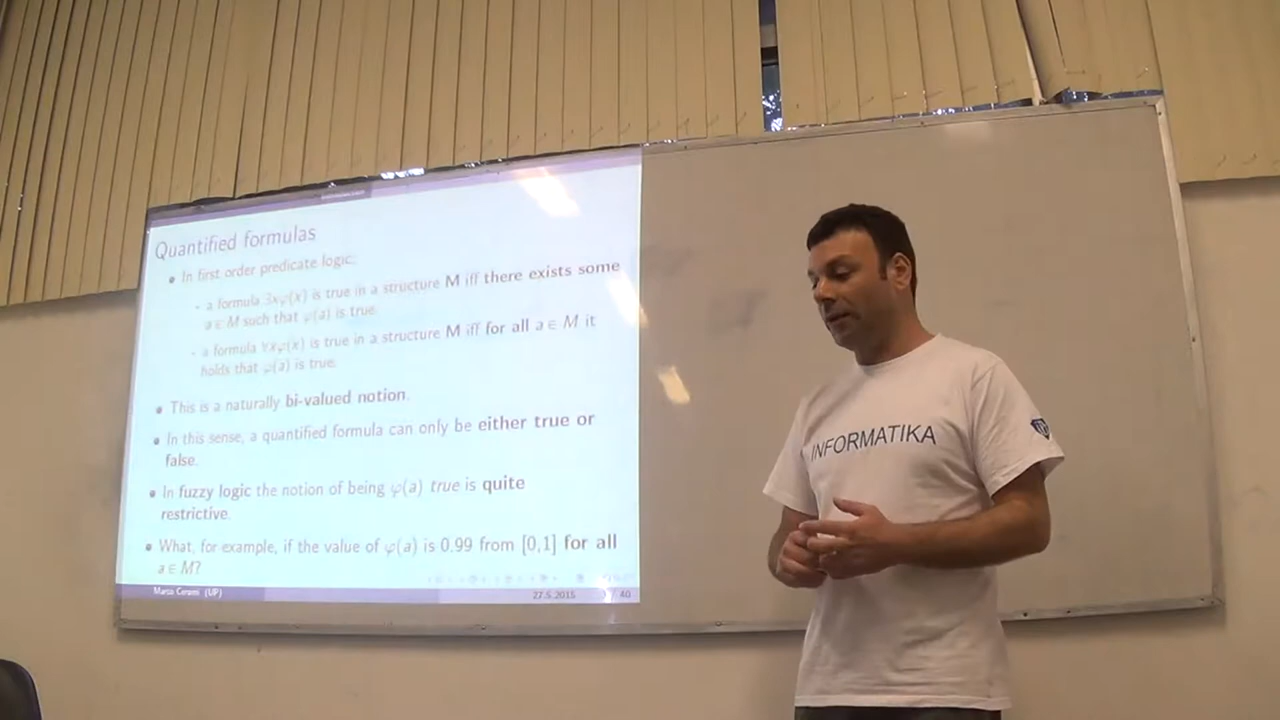 Quantified formulas
• In first order predicate logic:
- a formula ∃xφ(x) is true in a structure M iff there exists some
a ∈ M such that φ(a) is true.
- a formula ∀xφ(x) is true in a structure M iff for all a ∈ M it
holds that φ(a) is true.
• This is a naturally bi-valued notion.
• In this sense, a quantified formula can only be either true or
false.
• In fuzzy logic the notion of being φ(a) true is quite
restrictive.
• What, for example, if the value of φ(a) is 0.99 from [0,1] for all
a ∈ M?
(UP)
27.5.2015
/ 40
INFORMATIKA